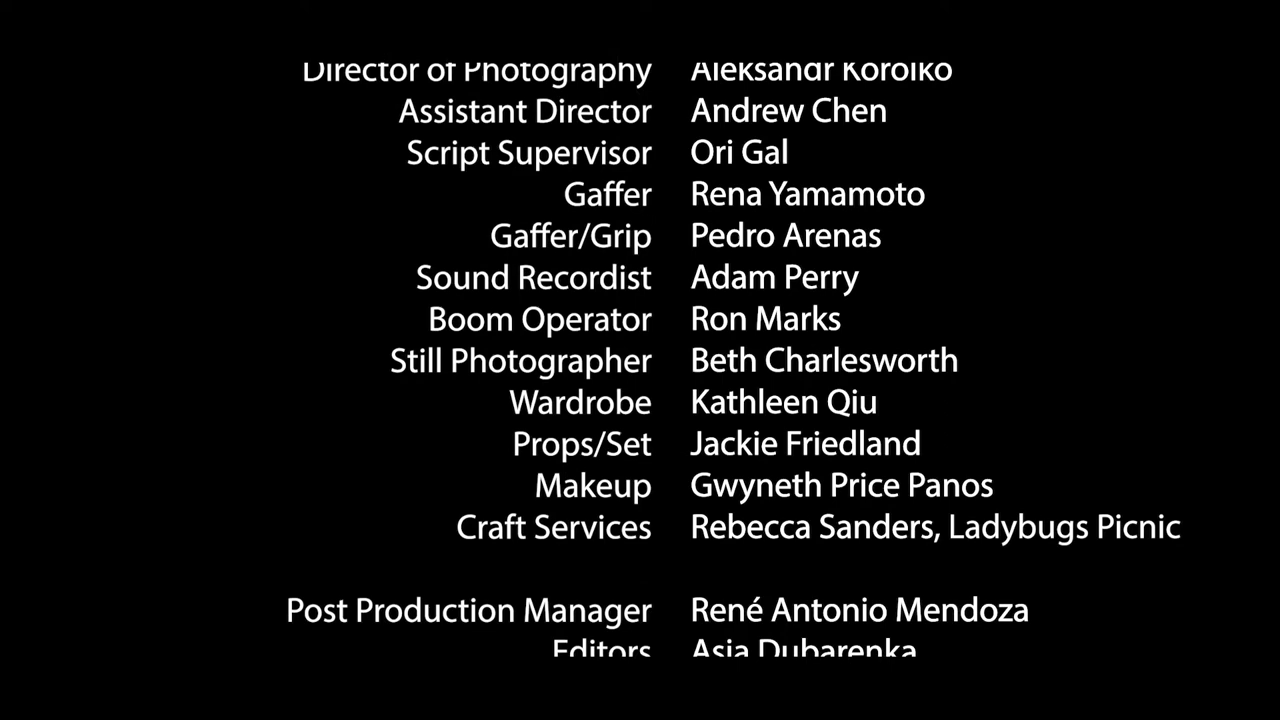 Director of Photography Aleksandr Korolko
Assistant Director Andrew Chen
Script Supervisor Ori Gal
Gaffer Rena Yamamoto
Gaffer/Grip Pedro Arenas
Sound Recordist Adam Perry
Boom Operator Ron Marks
Still Photographer Beth Charlesworth
Wardrobe Kathleen Qiu
Props/Set Jackie Friedland
Makeup Gwyneth Price Panos
Craft Services Rebecca Sanders, Ladybugs Picnic
Post Production Manager René Antonio Mendoza
Editors Asia Dubarenka